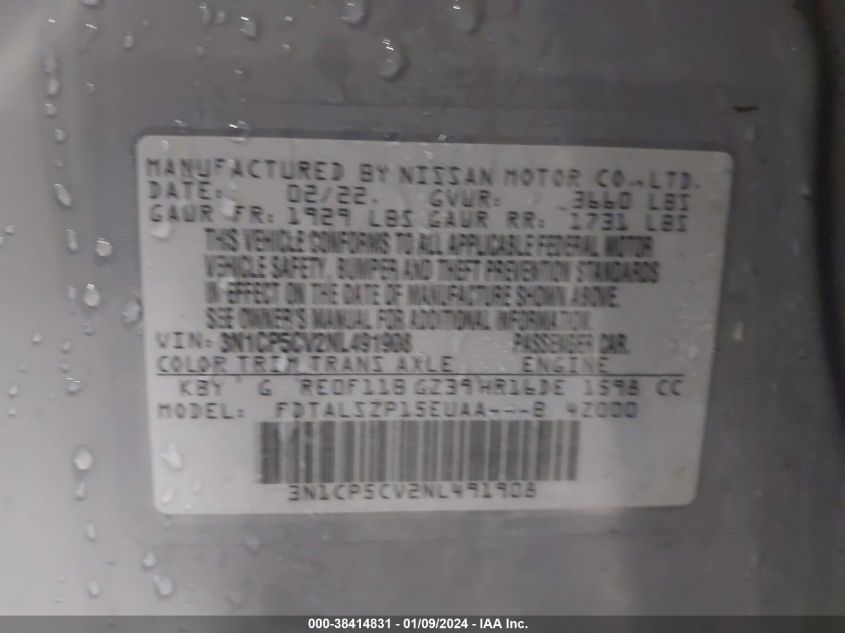 MANUFACTURED BY NISSAN MOTOR CO.,LTD.
DATE: 02/22. GVWR: 3660 LBS
GAWR FR: 1929 LBS GAWR RR: 1731 LBS
THIS VEHICLE CONFORMS TO ALL APPLICABLE FEDERAL MOTOR
VEHICLE SAFETY, BUMPER AND THEFT PREVENTION STANDARDS
IN EFFECT ON THE DATE OF MANUFACTURE SHOWN ABOVE.
SEE OWNER'S MANUAL FOR ADDITIONAL INFORMATION.
VIN: 3N1CP5CV2NL491908 PASSENGER CAR.
COLOR TRIM TRANS AXLE ENGINE
KBY G RE0F11B GZ39 HR16DE 1598 CC
MODEL: FDTALSZP15EUAA---B 4Z000
3N1CP5CV2NL491908
000-38414831 - 01/09/2024 - IAA Inc.